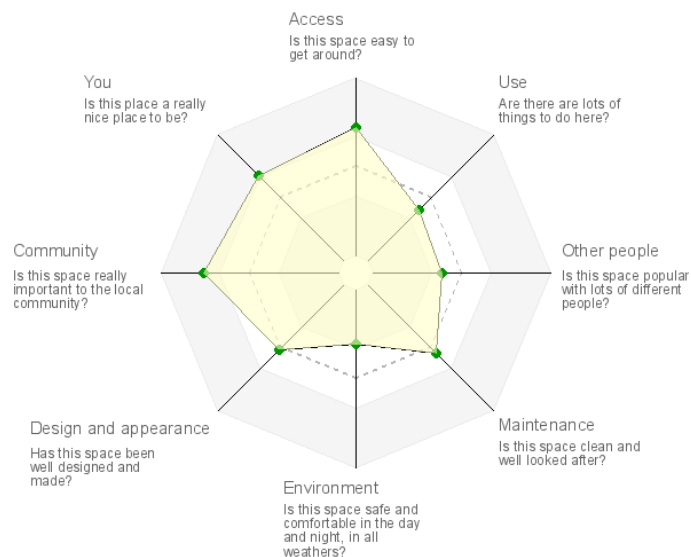 Access
Is this space easy to
get around?
You
Is this place a really
nice place to be?
Use
Are there are lots of
things to do here?
Community
Is this space really
important to the local
community?
Other people
Is this space popular
with lots of different
people?
Design and appearance
Has this space been
well designed and
made?
Maintenance
Is this space clean and
well looked after?
Environment
Is this space safe and
comfortable in the day
and night, in all
weathers?